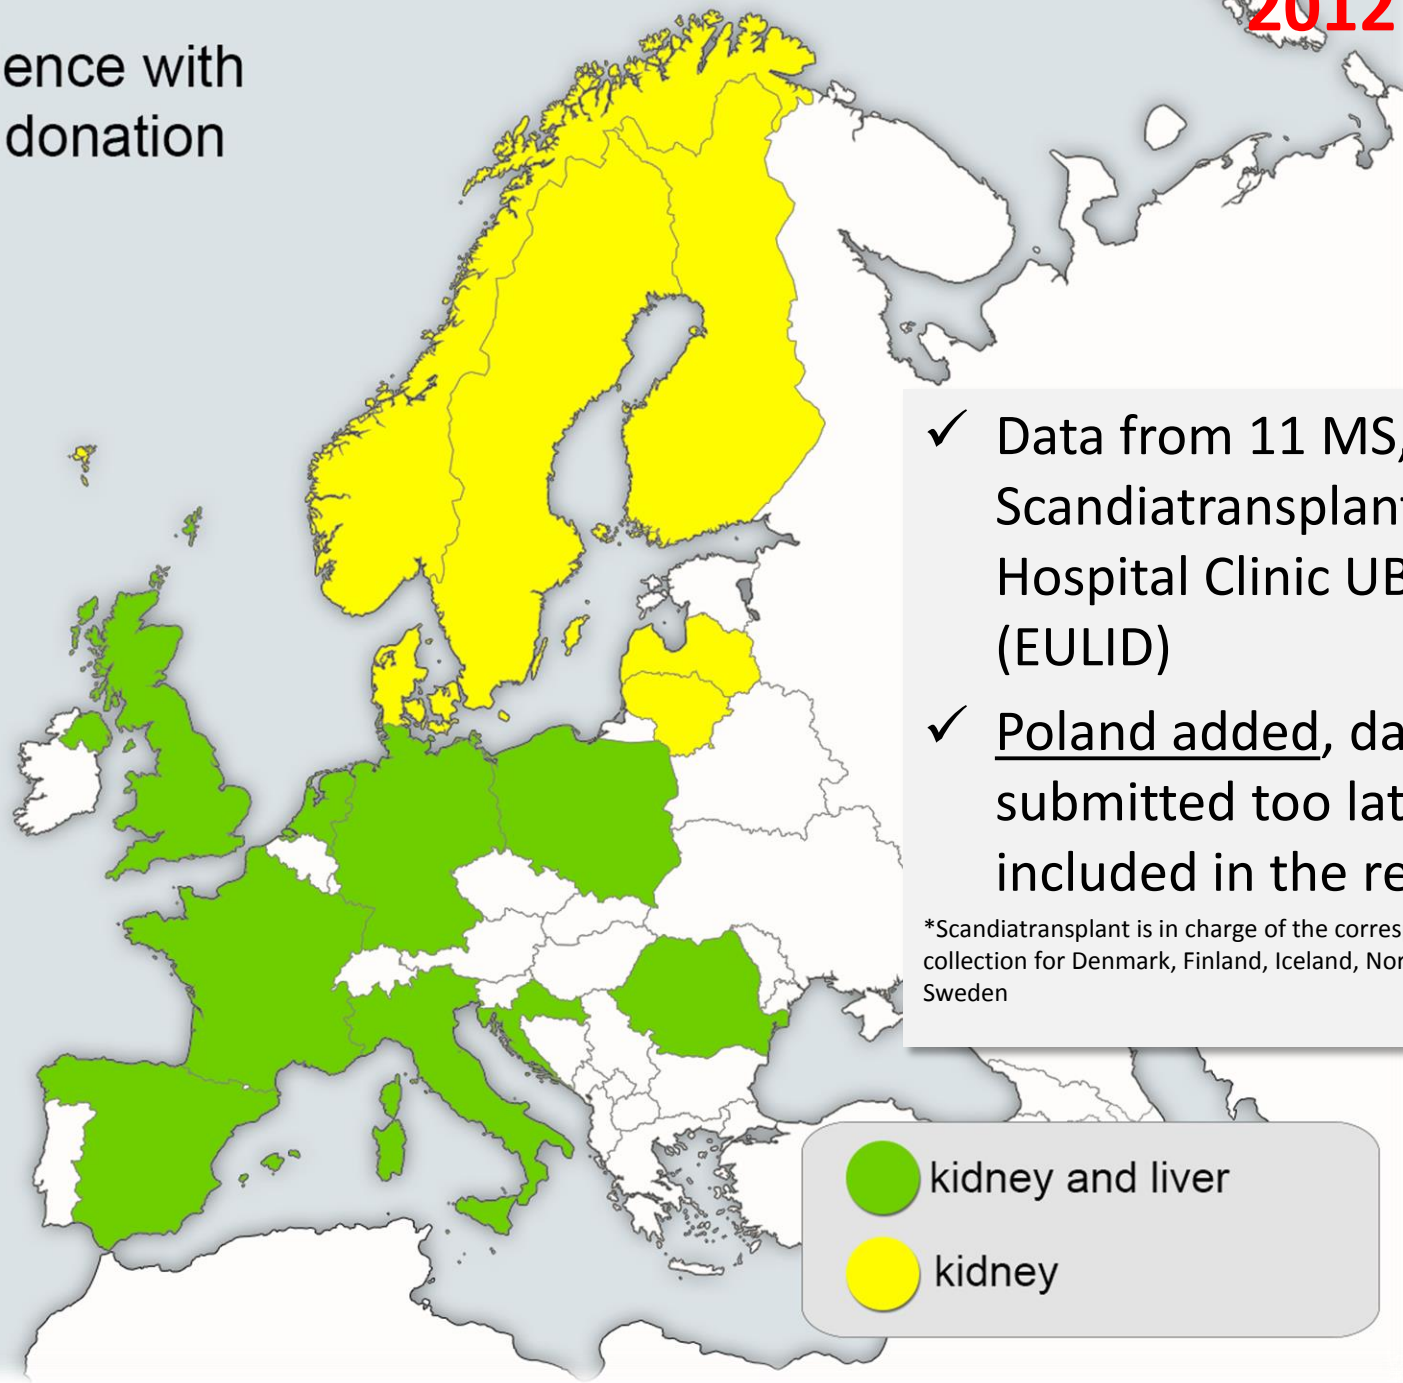 2012
ence with
donation
✓ Data from 11 MS,
Scandiatransplant
Hospital Clinic UB
(EULID)
✓ Poland added, da
submitted too lat
included in the re
*Scandiatransplant is in charge of the corres
collection for Denmark, Finland, Iceland, Nor
Sweden
kidney and liver
kidney